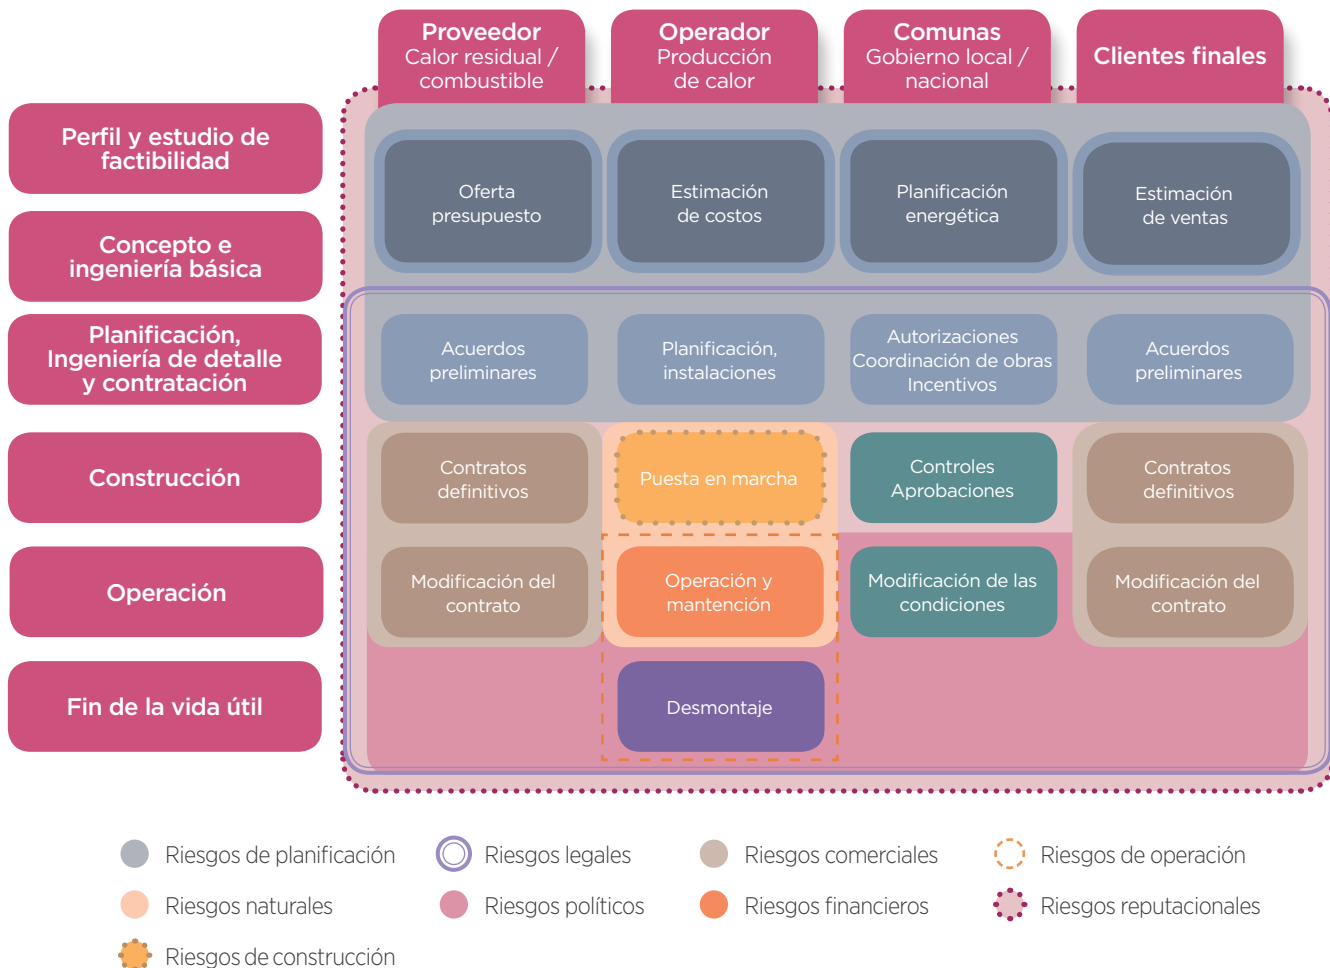 Proveedor
Calor residual /
combustible
Operador
Producción
de calor
Comunas
Gobierno local /
nacional
Clientes finales
Perfil y estudio de
factibilidad
Oferta
presupuesto
Estimación
de costos
Planificación
energética
Estimación
de ventas
Concepto e
ingeniería básica
Planificación,
Ingeniería de detalle
y contratación
Acuerdos
preliminares
Planificación,
instalaciones
Autorizaciones
Coordinación de obras
Incentivos
Acuerdos
preliminares
Construcción
Contratos
definitivos
Puesta en marcha
Controles
Aprobaciones
Contratos
definitivos
Operación
Modificación del
contrato
Operación y
mantención
Modificación de las
condiciones
Modificación del
contrato
Fin de la vida útil
Desmontaje
Riesgos de planificación
Riesgos legales
Riesgos comerciales
Riesgos de operación
Riesgos naturales
Riesgos políticos
Riesgos financieros
Riesgos reputacionales
Riesgos de construcción